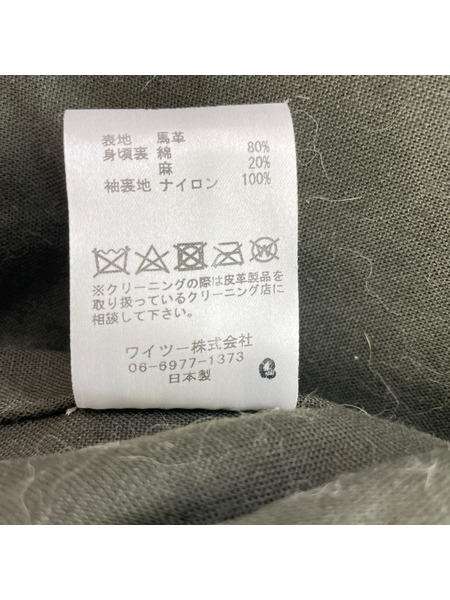 表地 馬革
身頃裏 綿 80%
麻 20%
袖裏地 ナイロン 100%
※クリーニングの際は皮革製品を
取り扱っているクリーニング店に
相談して下さい。
ワイツー株式会社
06-6977-1373
日本製